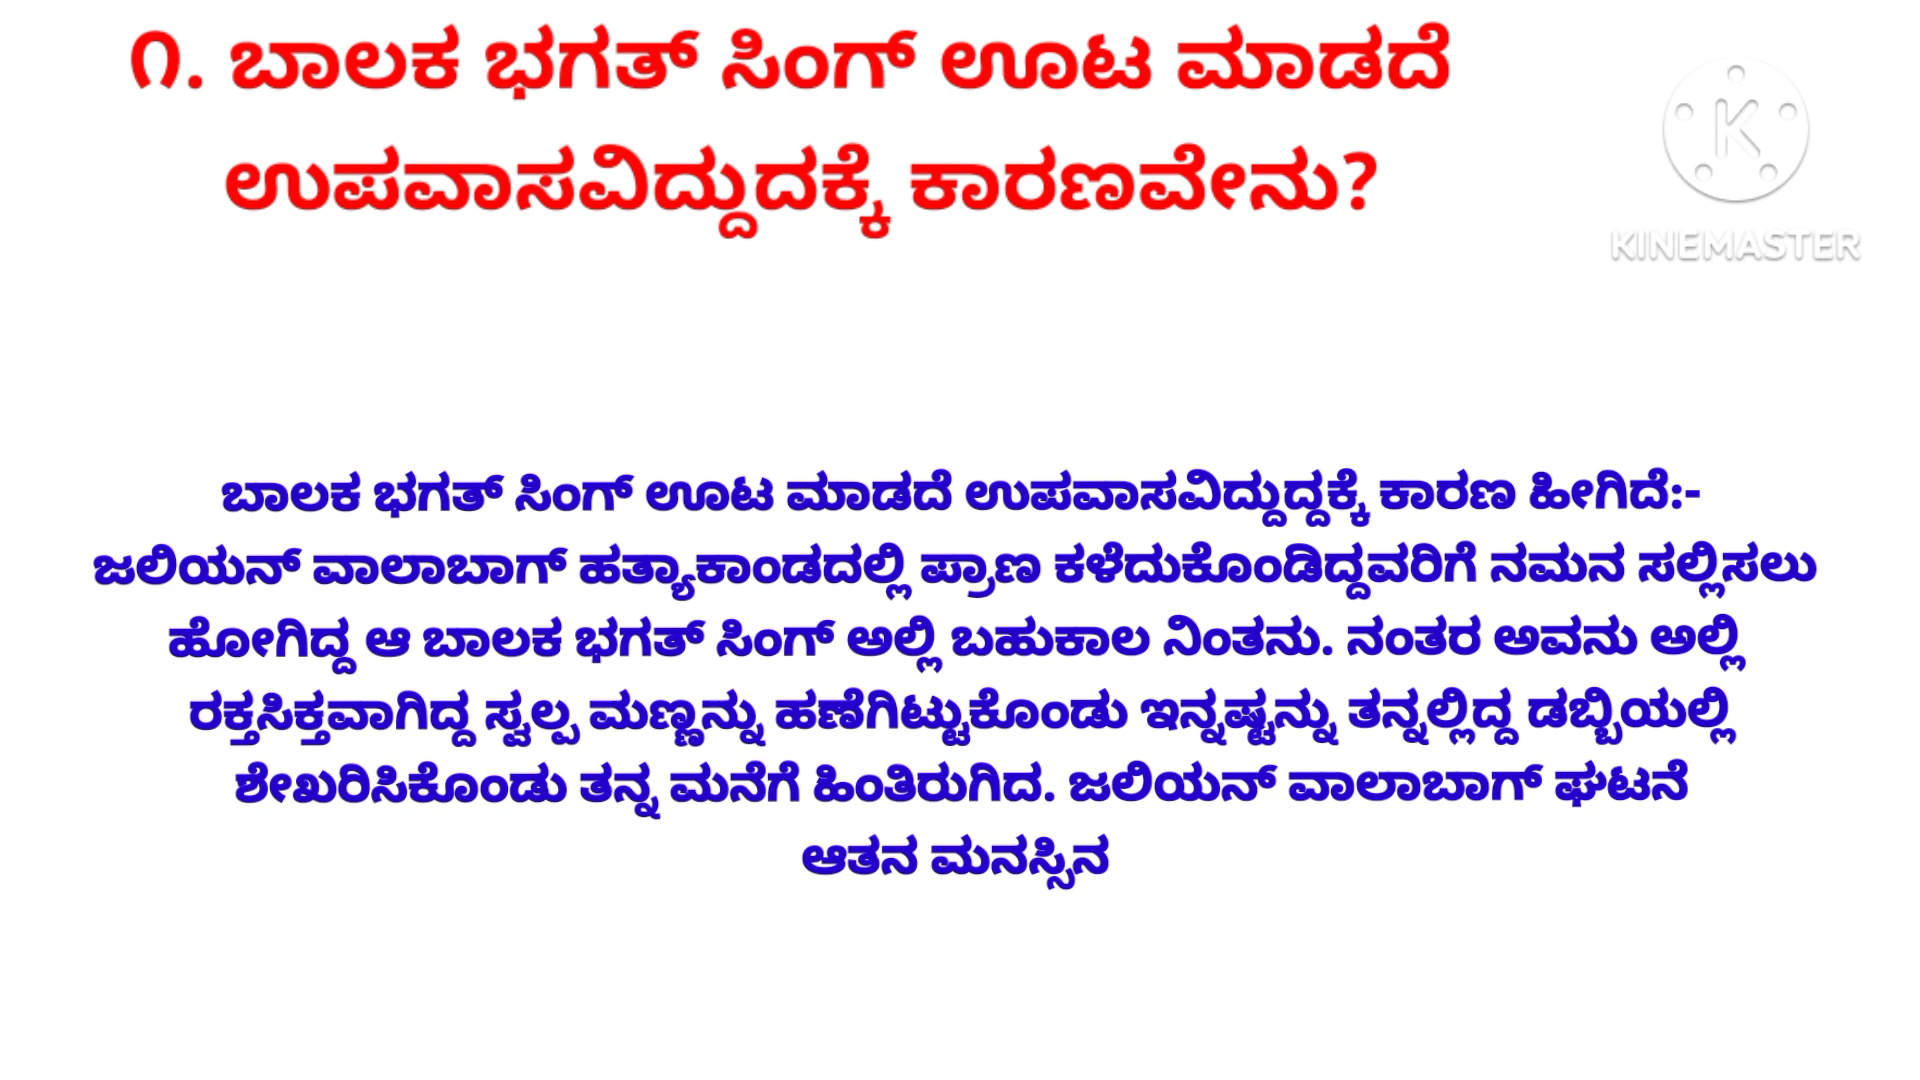 ೧. ಬಾಲಕ ಭಗತ್ ಸಿಂಗ್ ಊಟ ಮಾಡದೆ
ಉಪವಾಸವಿದ್ದುದಕ್ಕೆ ಕಾರಣವೇನು?
KINEMASTER
ಬಾಲಕ ಭಗತ್ ಸಿಂಗ್ ಊಟ ಮಾಡದೆ ಉಪವಾಸವಿದ್ದುದ್ದಕ್ಕೆ ಕಾರಣ ಹೀಗಿದೆ:-
ಜಲಿಯನ್ ವಾಲಾಬಾಗ್ ಹತ್ಯಾಕಾಂಡದಲ್ಲಿ ಪ್ರಾಣ ಕಳೆದುಕೊಂಡಿದ್ದವರಿಗೆ ನಮನ ಸಲ್ಲಿಸಲು
ಹೋಗಿದ್ದ ಆ ಬಾಲಕ ಭಗತ್ ಸಿಂಗ್ ಅಲ್ಲಿ ಬಹುಕಾಲ ನಿಂತನು. ನಂತರ ಅವನು ಅಲ್ಲಿ
ರಕ್ತಸಿಕ್ತವಾಗಿದ್ದ ಸ್ವಲ್ಪ ಮಣ್ಣನ್ನು ಹಣೆಗಿಟ್ಟುಕೊಂಡು ಇನ್ನಷ್ಟನ್ನು ತನ್ನಲ್ಲಿದ್ದ ಡಬ್ಬಿಯಲ್ಲಿ
ಶೇಖರಿಸಿಕೊಂಡು ತನ್ನ ಮನೆಗೆ ಹಿಂತಿರುಗಿದ. ಜಲಿಯನ್ ವಾಲಾಬಾಗ್ ಘಟನೆ
ಆತನ ಮನಸ್ಸಿನ